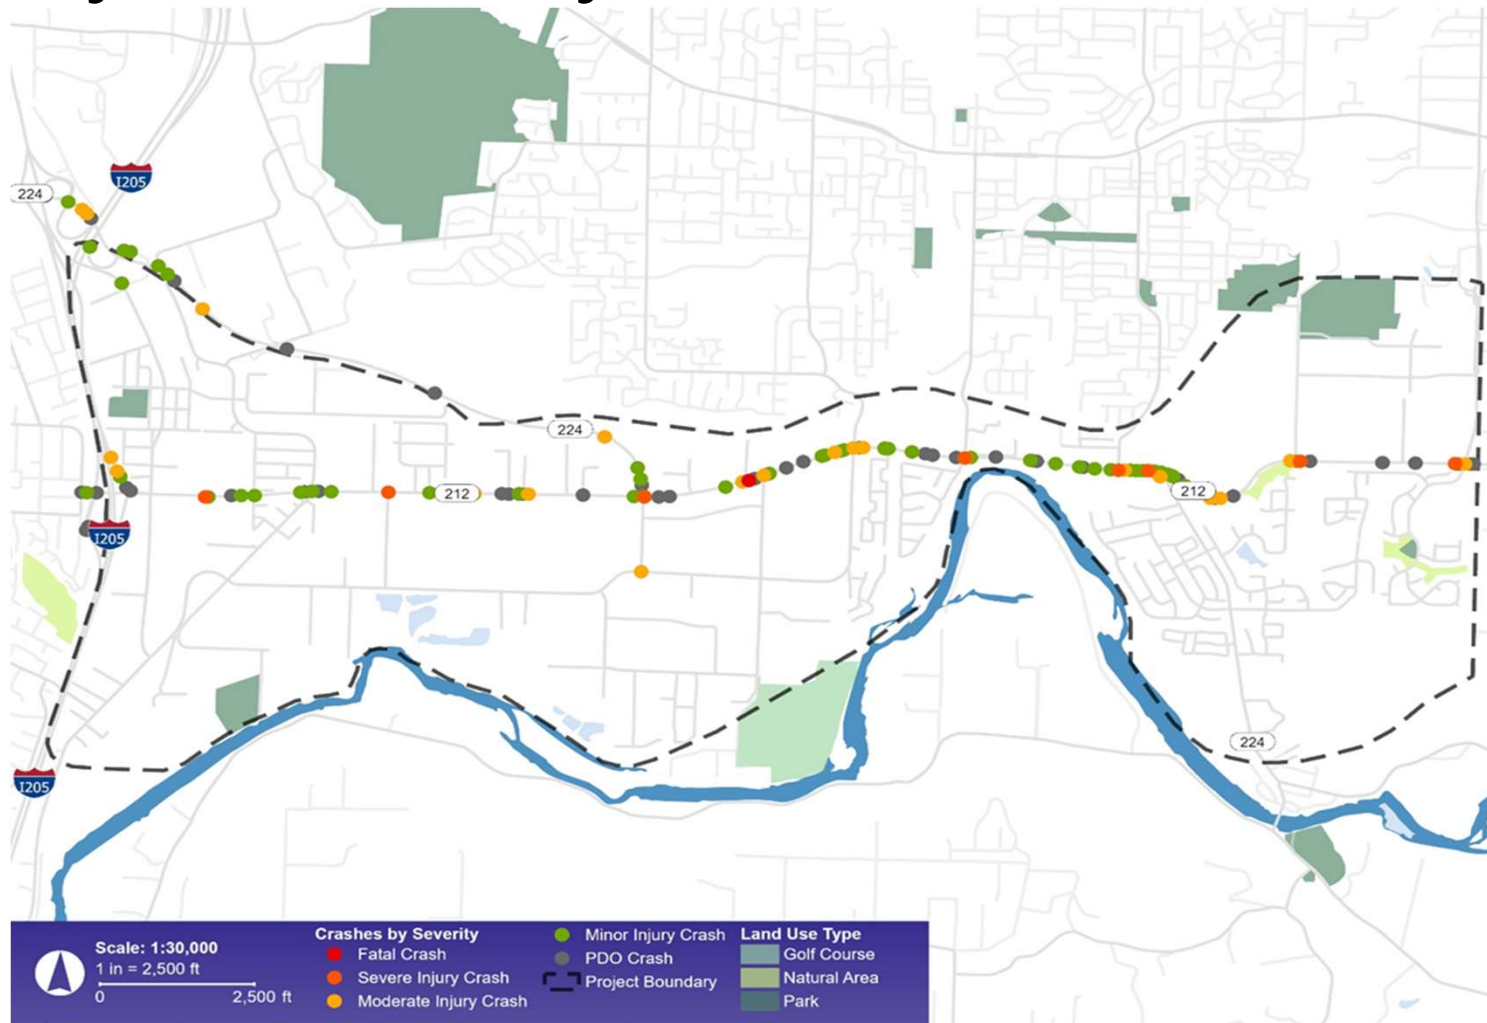 I205
224
224
212
212
I205
224
I205
Scale: 1:30,000
1 in = 2,500 ft
0 2,500 ft
Crashes by Severity
Fatal Crash
Severe Injury Crash
Moderate Injury Crash
Minor Injury Crash
PDO Crash
Project Boundary
Land Use Type
Golf Course
Natural Area
Park